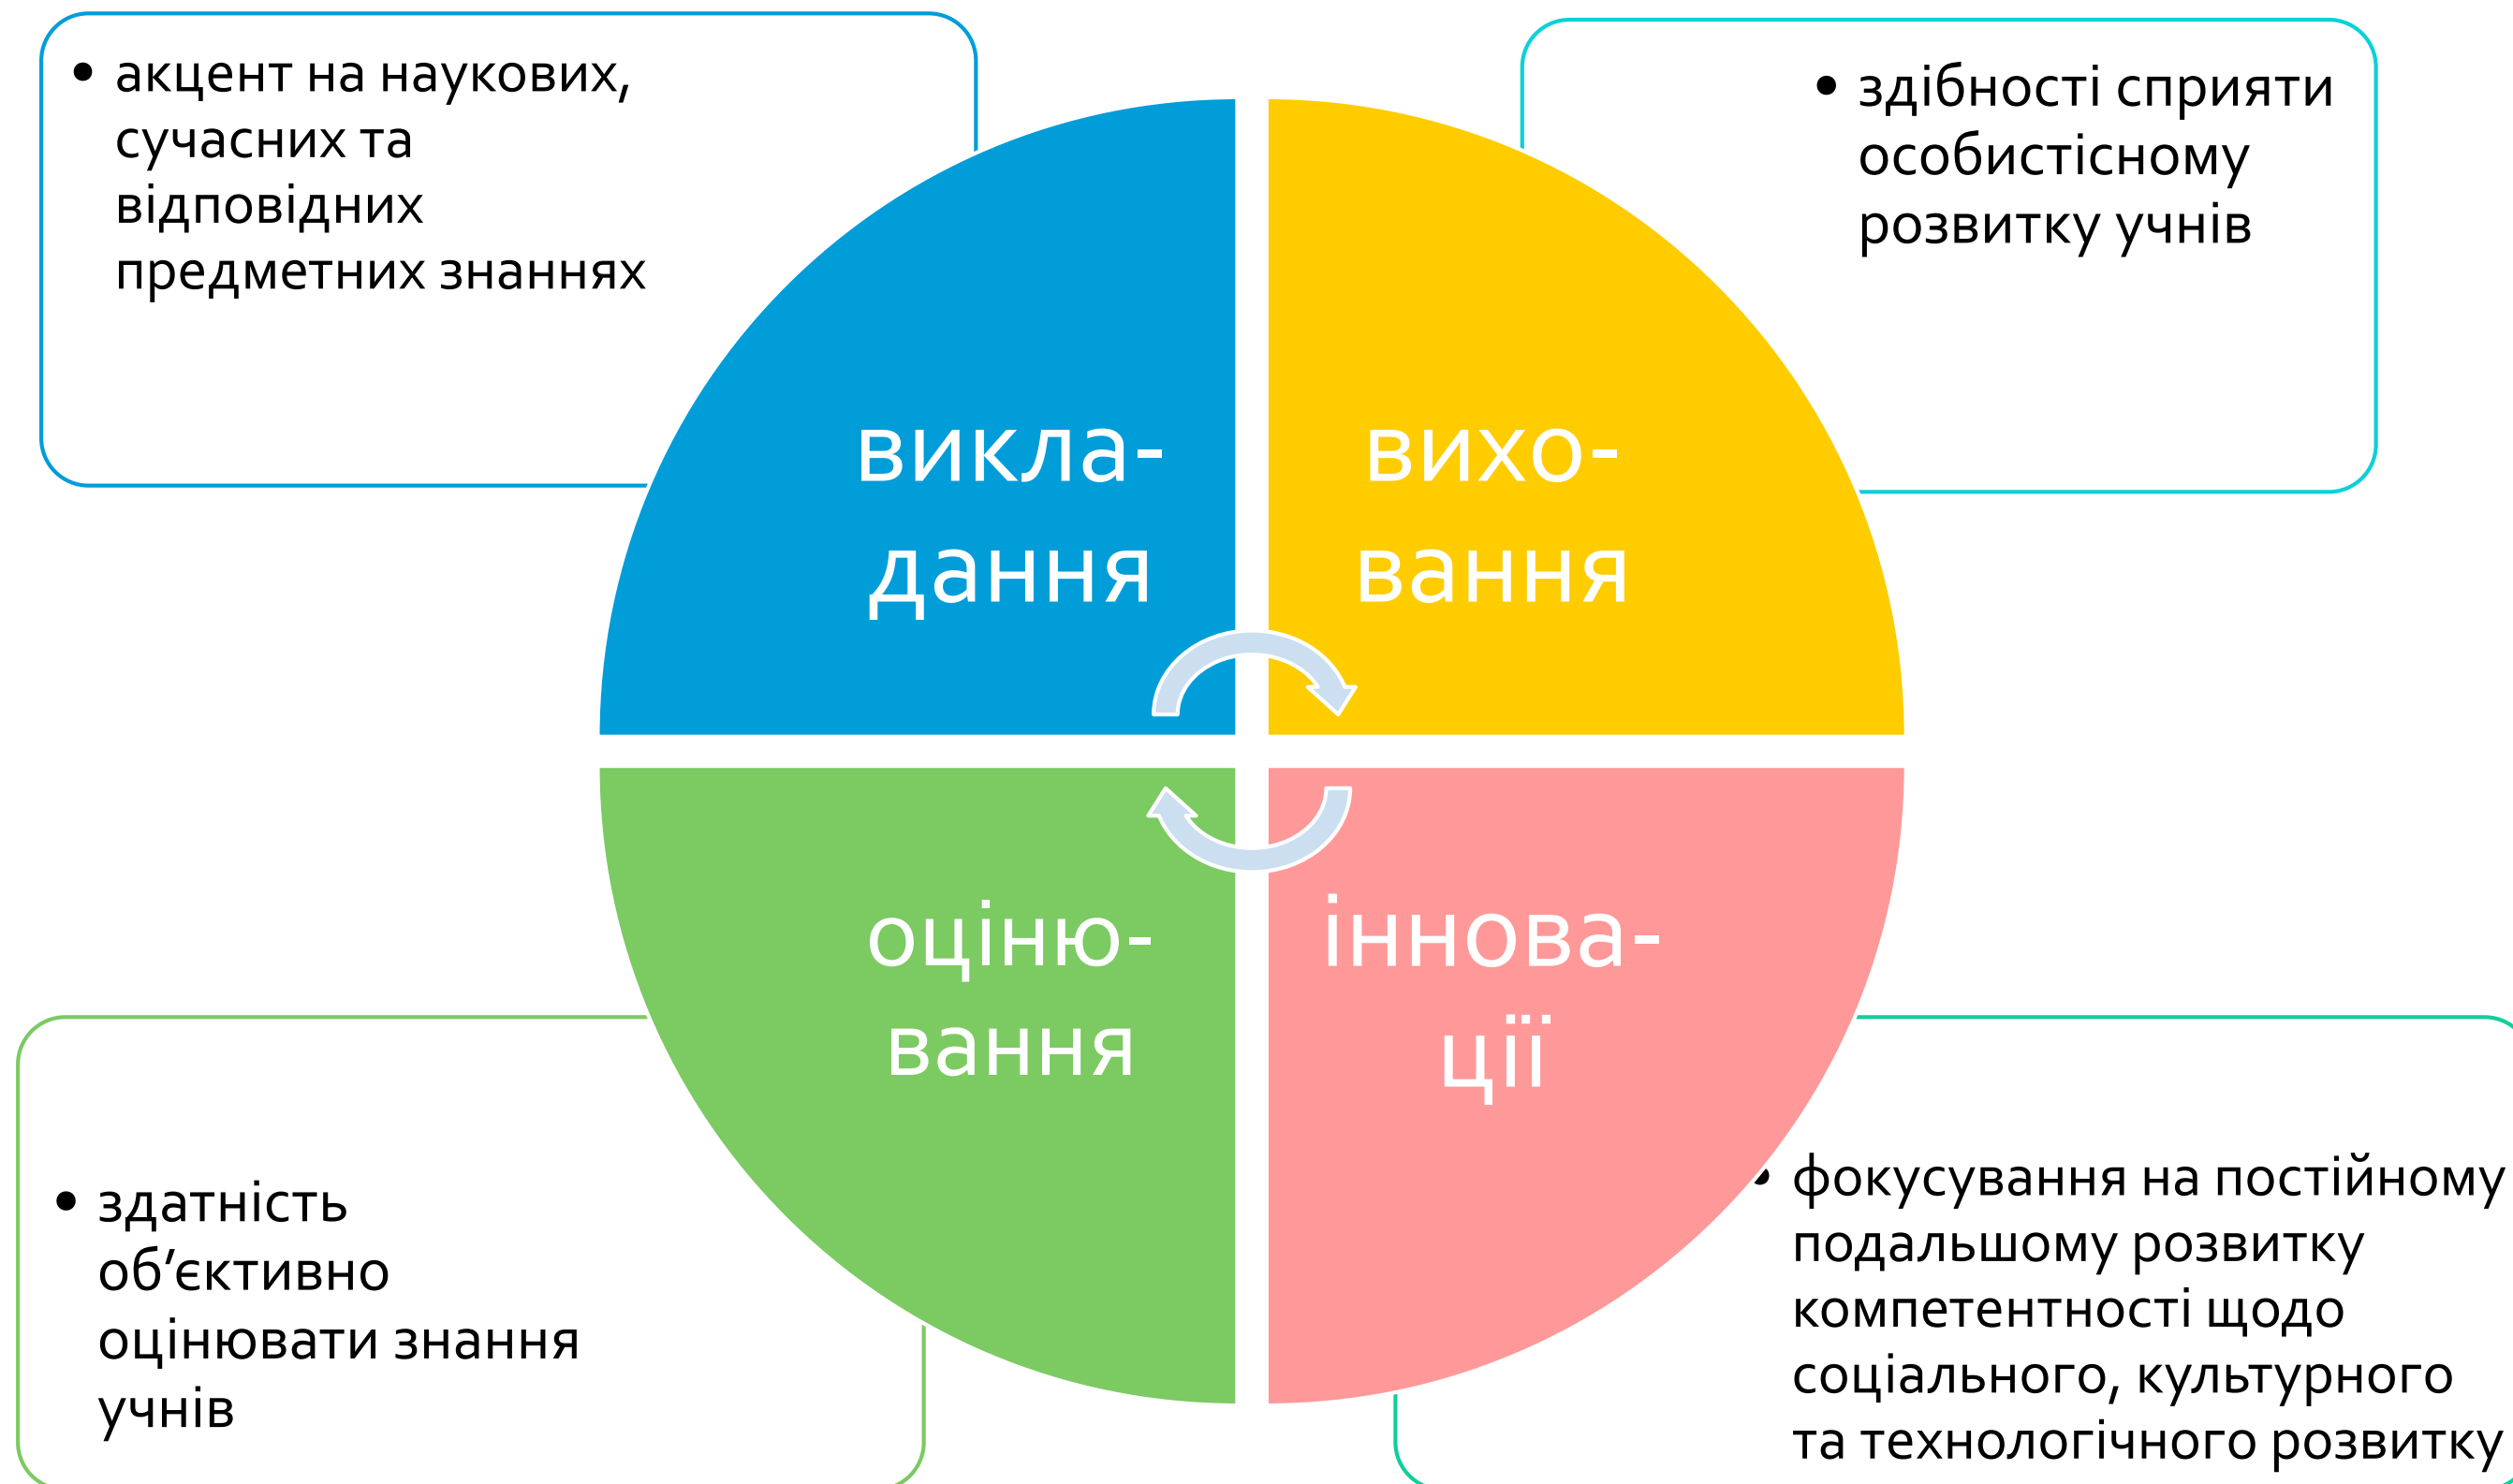 • акцент на наукових,
сучасних та
відповідних
предметних знаннях
• здібності сприяти
особистісному
розвитку учнів
викла-
дання
вихо-
вання
оціню-
вання
іннова-
ції
• здатність
об’єктивно
оцінювати знання
учнів
• фокусування на постійному
подальшому розвитку
компетентності щодо
соціального, культурного
та технологічного розвитку